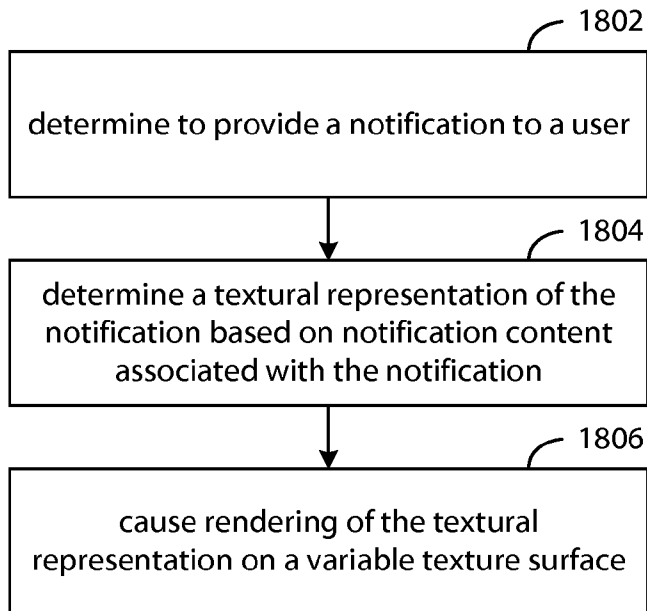 1802
determine to provide a notification to a user
1804
determine a textural representation of the
notification based on notification content
associated with the notification
1806
cause rendering of the textural
representation on a variable texture surface